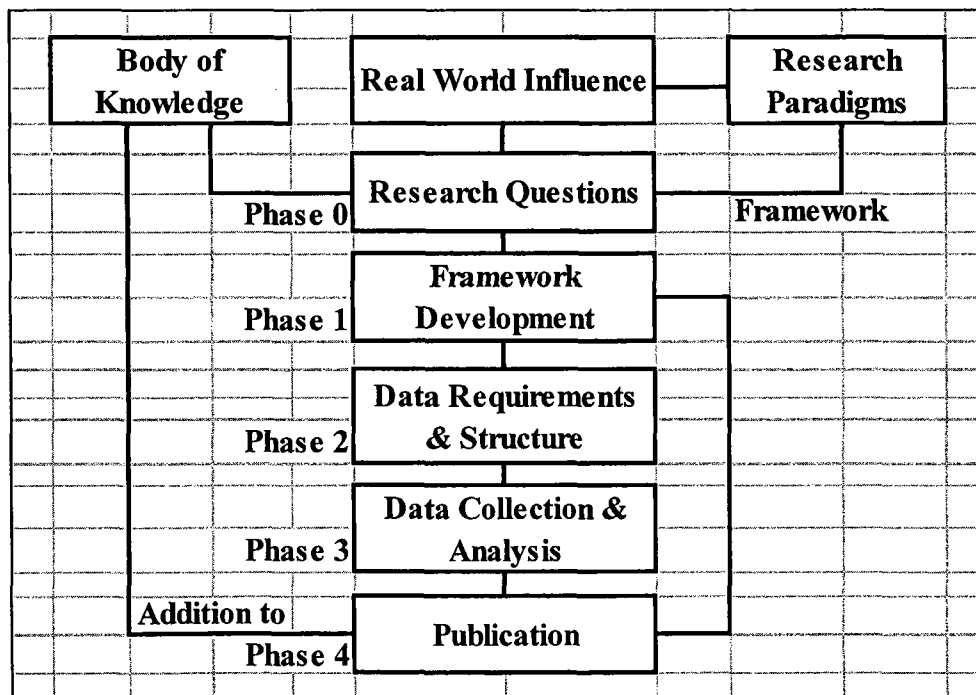 Body of
Knowledge
Real World Influence
Research
Paradigms
Research Questions
Phase 0
Framework
Framework
Development
Phase 1
Data Requirements
& Structure
Phase 2
Data Collection &
Analysis
Phase 3
Addition to
Publication
Phase 4